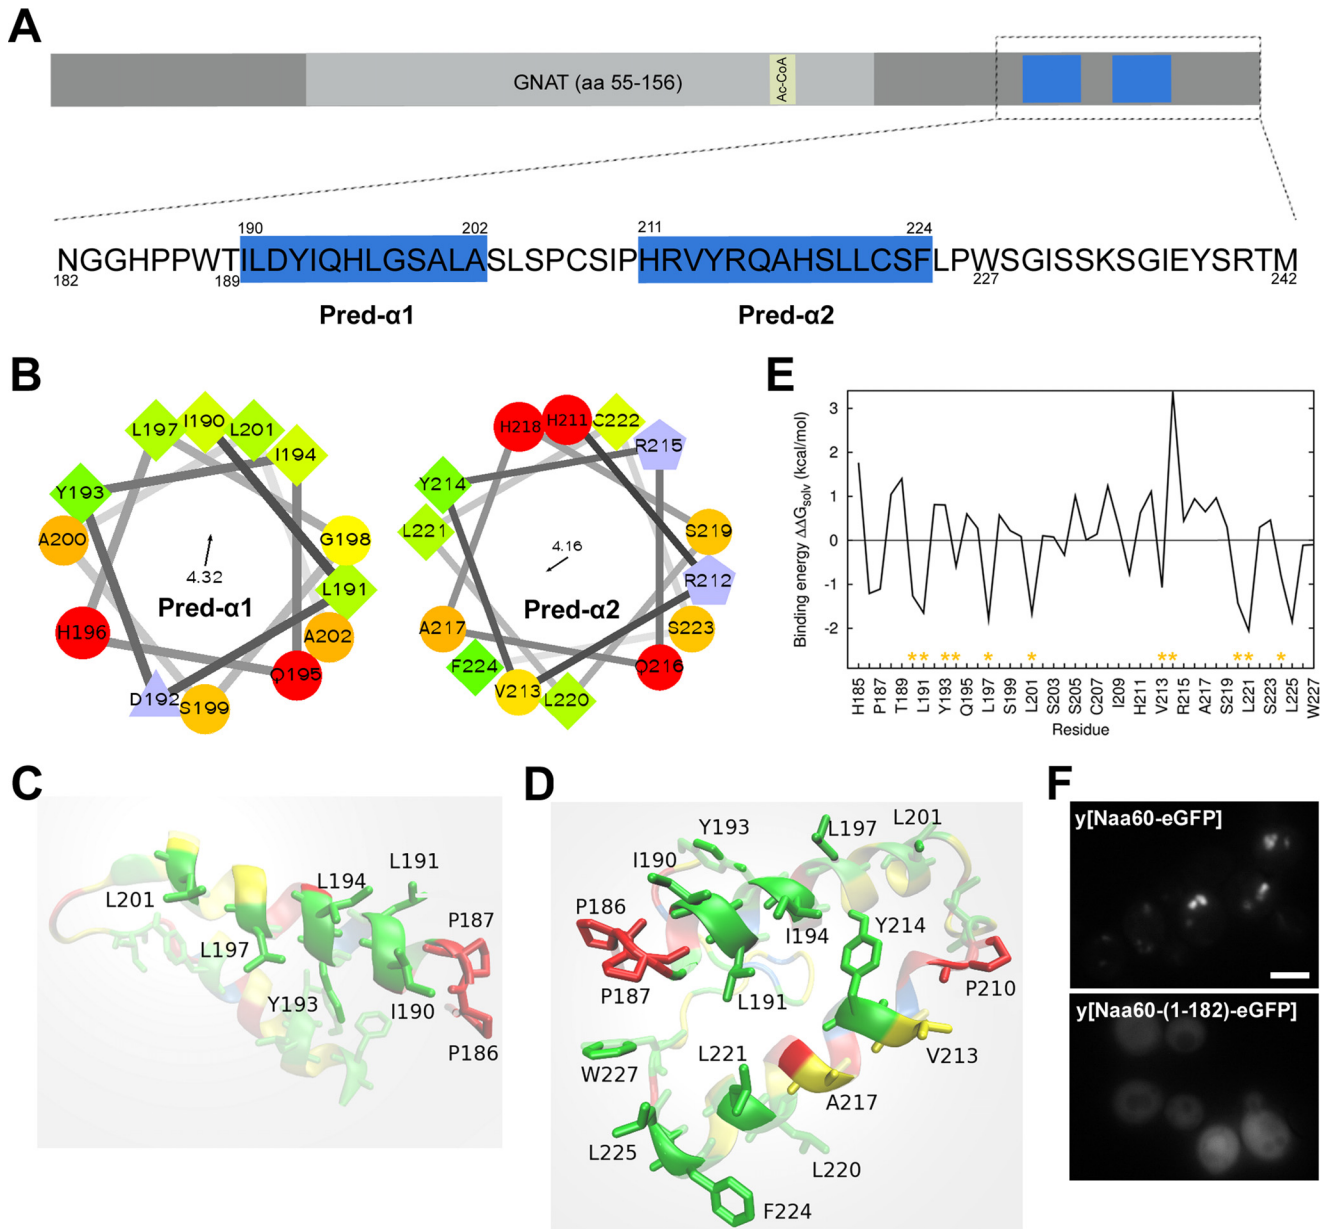 A
GNAT (aa 55-156)
Ac-CoA
190
202
211
224
NGGHPPWTILDYIQHLGSALASLSPCSIPHRVYRQAHSLLCSFLPWSGISSKSGIEYSRTM
182
189
227
242
Pred-α1
Pred-α2
B
L197
I190
L201
I194
Y193
A200
G198
L191
4.32
Pred-α1
H196
A202
Q195
D192
S199
H218
H211
C222
R215
Y214
L221
S219
4.16
R212
Pred-α2
A217
S223
F224
Q216
V213
L220
E
Binding energy ΔΔGsolv (kcal/mol)
3
2
1
0
-1
-2
** ** * * ** ** *
H185
P187
T189
L191
Y193
Q195
L197
S199
L201
S203
S205
C207
I209
H211
V213
R215
A217
S219
L221
S223
L225
W227
Residue
C
L201
L194
L191
P187
L197
Y193
I190
P186
D
Y193
L197
L201
I190
P186
Y214
I194
P187
L191
P210
L221
W227
V213
A217
L225
L220
F224
F
y[Naa60-eGFP]
y[Naa60-(1-182)-eGFP]